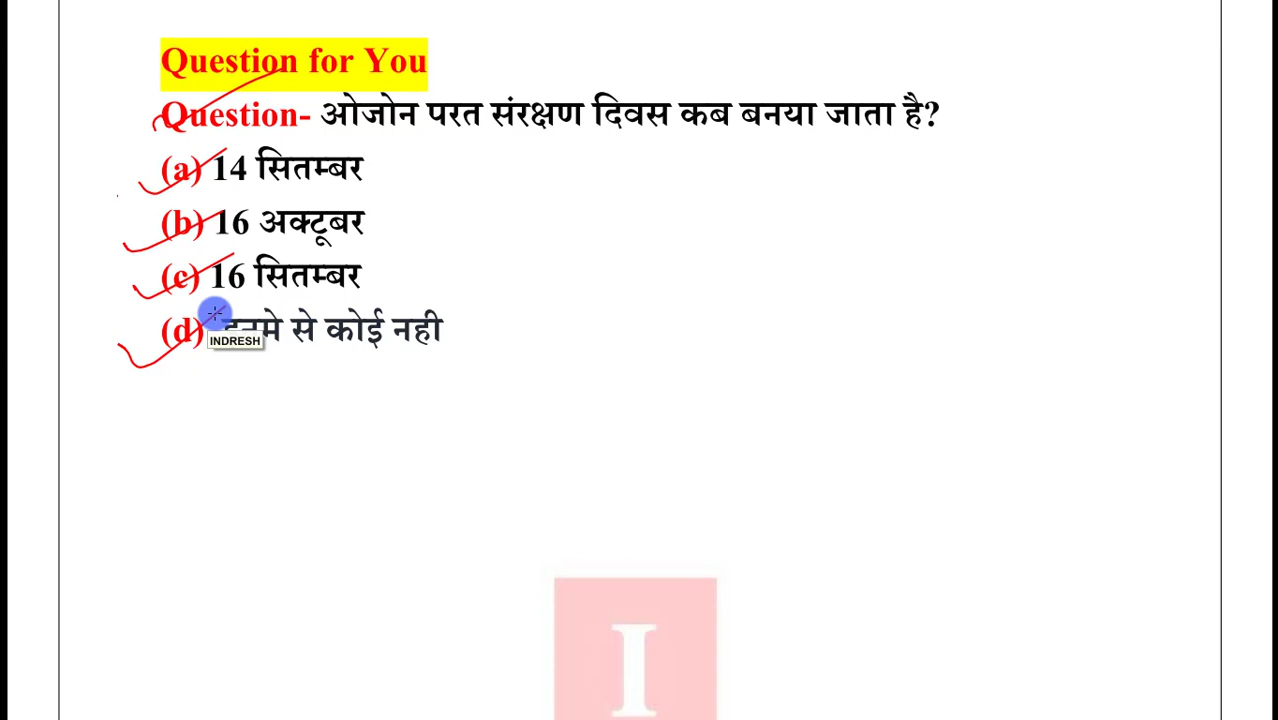 Question for You
Question- ओजोन परत संरक्षण दिवस कब बनया जाता है?
(a) 14 सितम्बर
(b) 16 अक्टूबर
(c) 16 सितम्बर
(d) इनमे से कोई नही
INDRESH
I